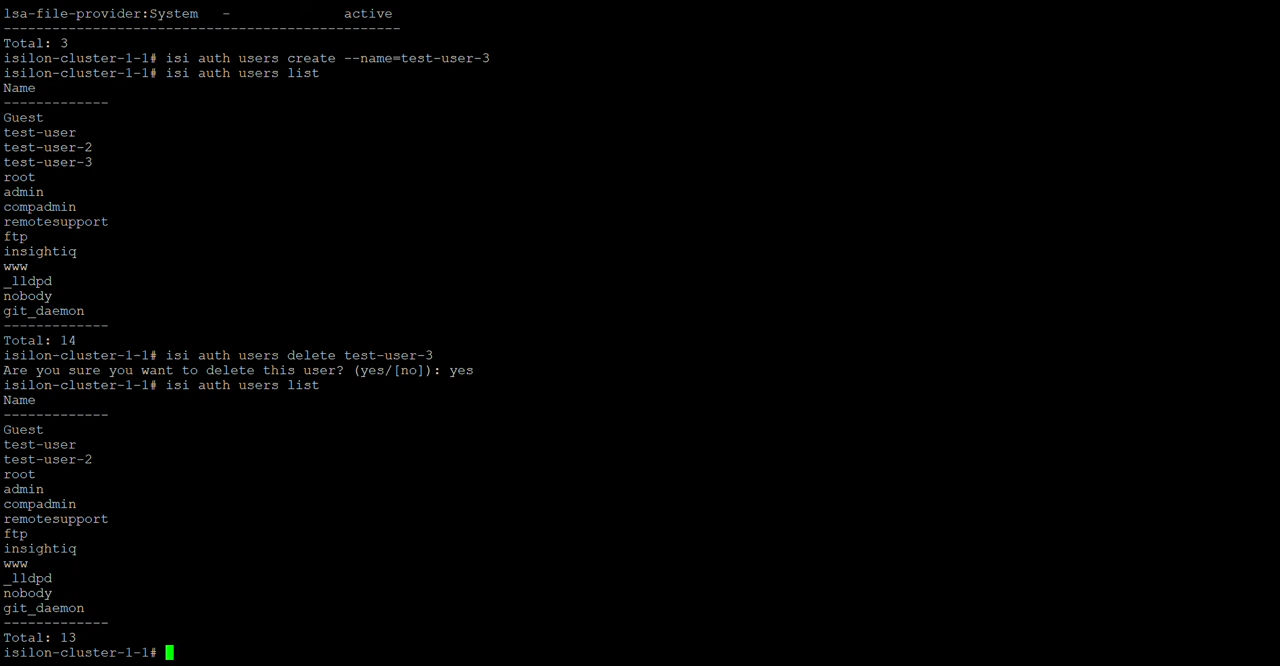 lsa-file-provider:System   -              active
-------------------------------------------------
Total: 3
isilon-cluster-1-1# isi auth users create --name=test-user-3
isilon-cluster-1-1# isi auth users list
Name
-------------
Guest
test-user
test-user-2
test-user-3
root
admin
compadmin
remotesupport
ftp
insightiq
www
_lldpd
nobody
git_daemon
-------------
Total: 14
isilon-cluster-1-1# isi auth users delete test-user-3
Are you sure you want to delete this user? (yes/[no]): yes
isilon-cluster-1-1# isi auth users list
Name
-------------
Guest
test-user
test-user-2
root
admin
compadmin
remotesupport
ftp
insightiq
www
_lldpd
nobody
git_daemon
-------------
Total: 13
isilon-cluster-1-1#